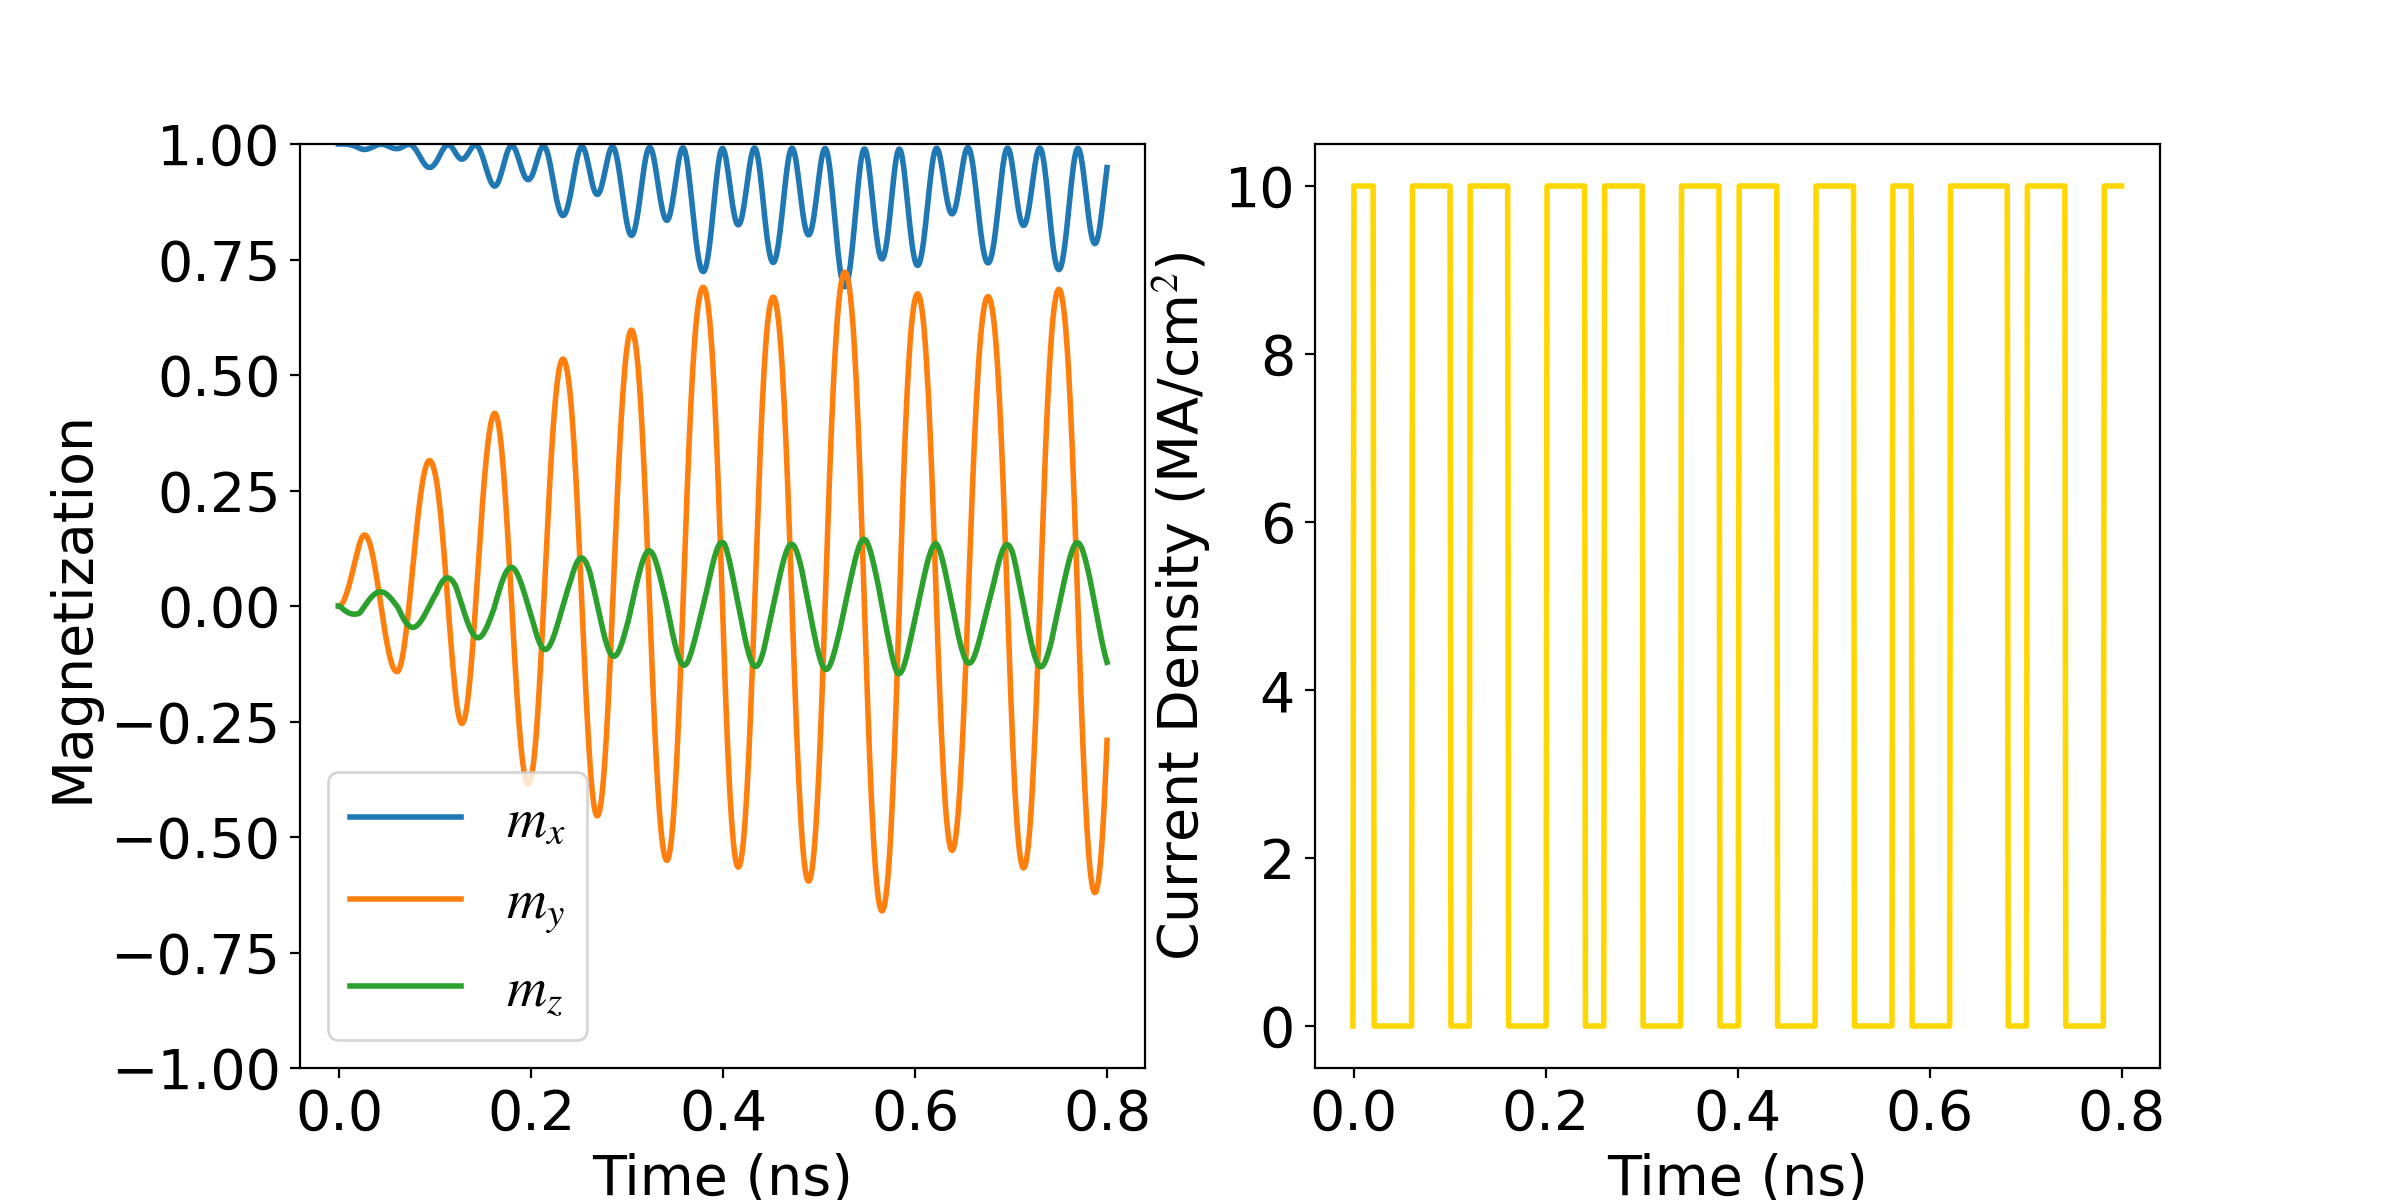 1.00
0.75
0.50
0.25
0.00
−0.25
−0.50
−0.75
−1.00
Magnetization
m_x
m_y
m_z
0.0 0.2 0.4 0.6 0.8
Time (ns)
10
8
6
4
2
0
Current Density (MA/cm²)
0.0 0.2 0.4 0.6 0.8
Time (ns)